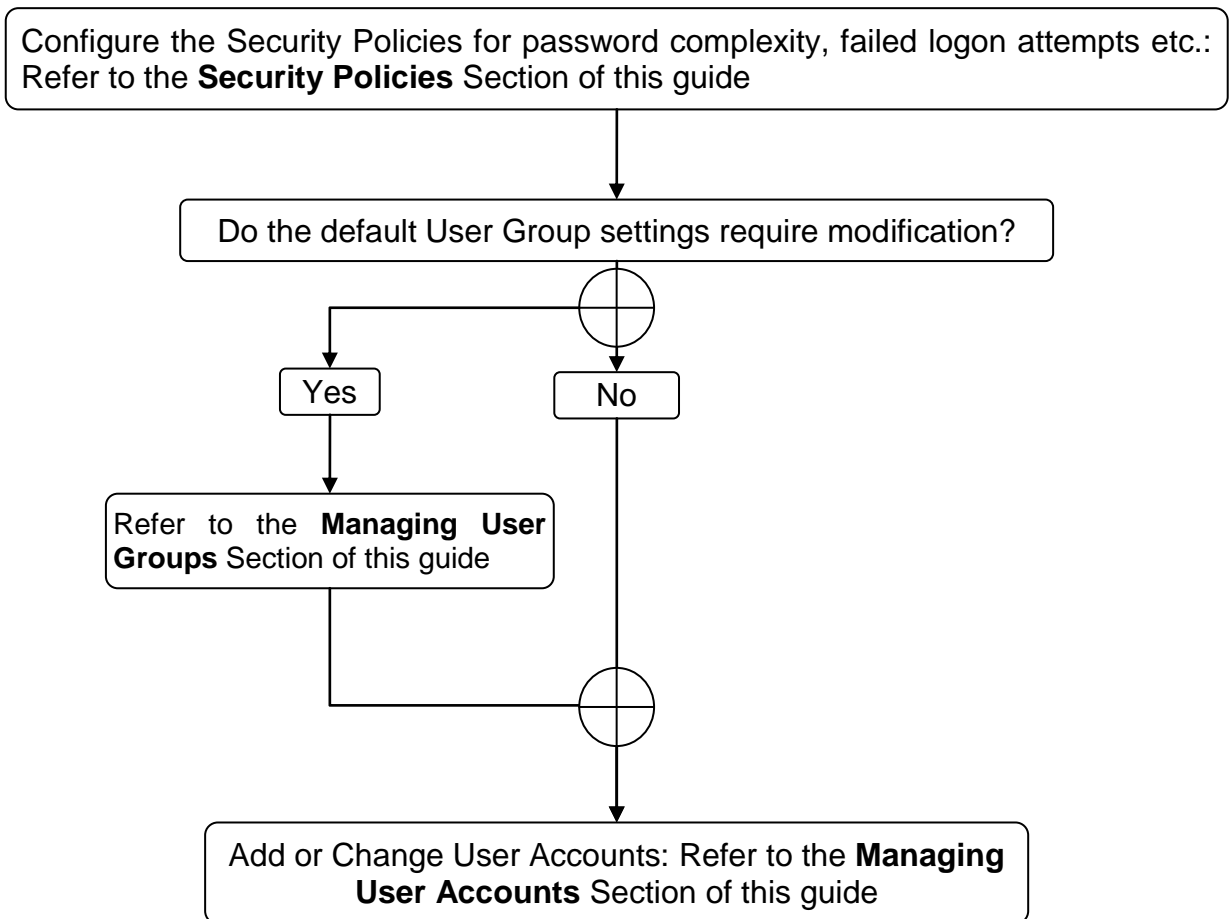 Configure the Security Policies for password complexity, failed logon attempts etc.:
Refer to the Security Policies Section of this guide
Do the default User Group settings require modification?
Yes
No
Refer to the Managing User
Groups Section of this guide
Add or Change User Accounts: Refer to the Managing
User Accounts Section of this guide